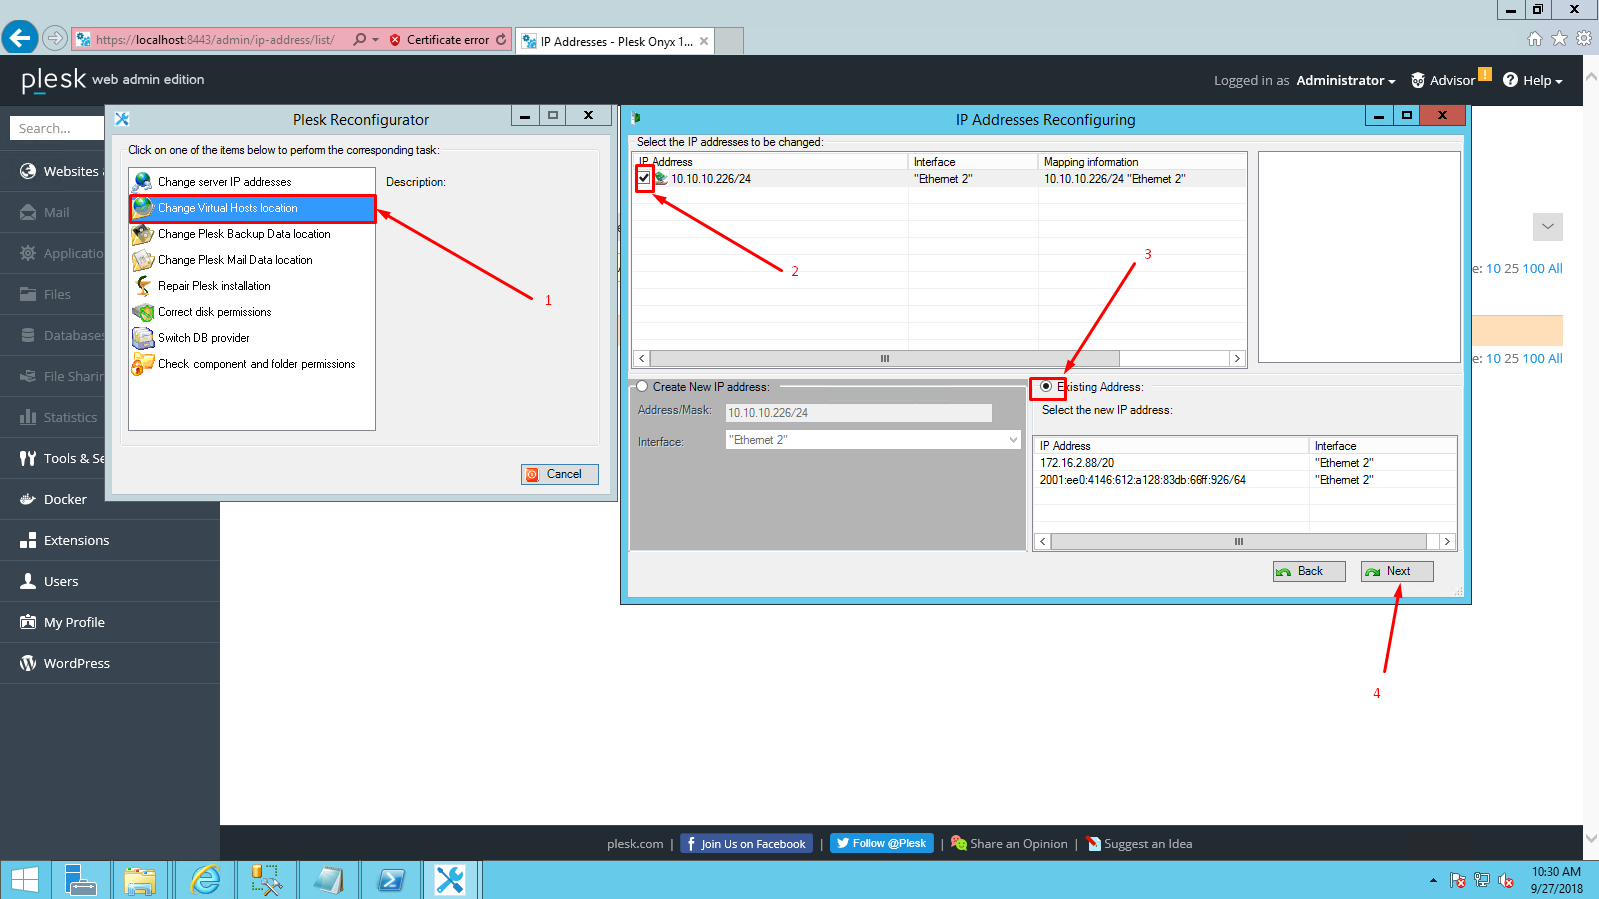 https://localhost:8443/admin/ip-address/list/
Certificate error
IP Addresses - Plesk Onyx 1...
plesk web admin edition
Logged in as Administrator
Advisor
!
Help
Search...
Websites
Mail
Applicatio
Files
Databases
File Sharin
Statistics
Tools & Se
Docker
Extensions
Users
My Profile
WordPress
Plesk Reconfigurator
Click on one of the items below to perform the corresponding task:
Change server IP addresses
Change Virtual Hosts location
Change Plesk Backup Data location
Change Plesk Mail Data location
Repair Plesk installation
Correct disk permissions
Switch DB provider
Check component and folder permissions
Description:
1
Cancel
IP Addresses Reconfiguring
Select the IP addresses to be changed:
IP Address Interface Mapping information
10.10.10.226/24 "Ethernet 2" 10.10.10.226/24 "Ethernet 2"
2
3
Create New IP address:
Address/Mask: 10.10.10.226/24
Interface: "Ethernet 2"
Existing Address:
Select the new IP address:
IP Address Interface
172.16.2.88/20 "Ethernet 2"
2001:ee0:4146:612:a128:83db:66ff:926/64 "Ethernet 2"
Back
Next
4
e: 10 25 100 All
e: 10 25 100 All
plesk.com | Join Us on Facebook | Follow @Plesk | Share an Opinion | Suggest an Idea
10:30 AM
9/27/2018